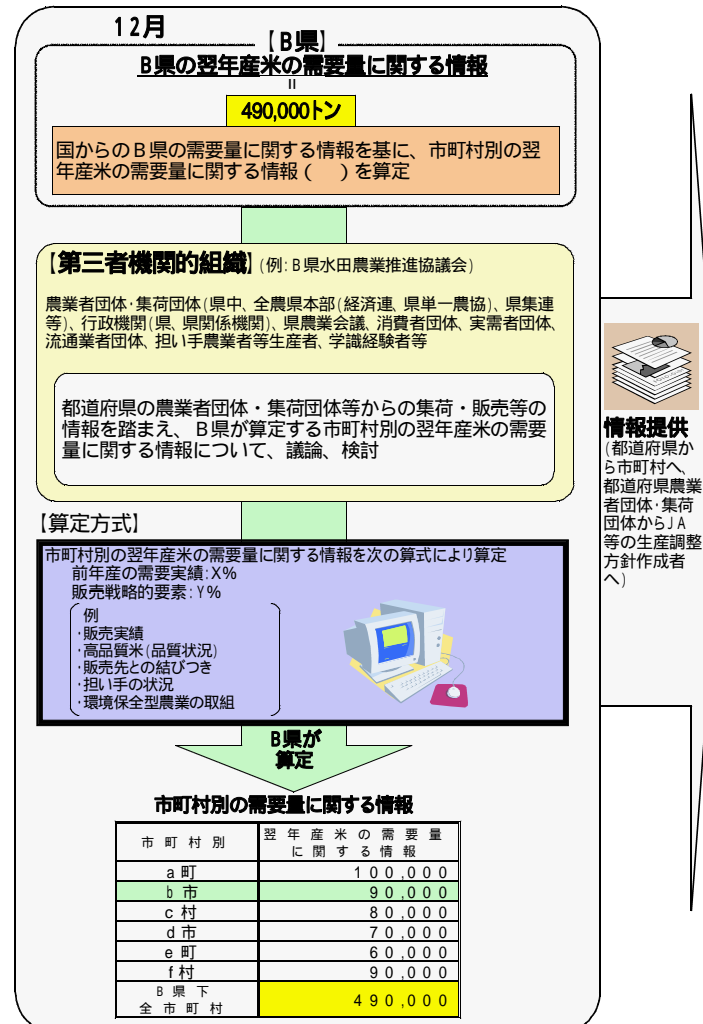 12月
【B県】
B県の翌年産米の需要量に関する情報
=
490,000トン
国からのB県の需要量に関する情報を基に、市町村別の翌
年産米の需要量に関する情報(　)を算定
【第三者機関的組織】(例:B県水田農業推進協議会)
農業者団体・集荷団体(県中、全農県本部(経済連、県単一農協)、県集連
等)、行政機関(県、県関係機関)、県農業会議、消費者団体、実需者団体、
流通業者団体、担い手農業者等生産者、学識経験者等
都道府県の農業者団体・集荷団体等からの集荷・販売等の
情報を踏まえ、B県が算定する市町村別の翌年産米の需要
量に関する情報について、議論、検討
【算定方式】
市町村別の翌年産米の需要量に関する情報を次の算式により算定
前年産の需要実績:X%
販売戦略的要素:Y%
例
・販売実績
・高品質米(品質状況)
・販売先との結びつき
・担い手の状況
・環境保全型農業の取組
B県が
算定
市町村別の需要量に関する情報
市町村別 翌年産米の需要量
に関する情報
a町 100,000
b市 90,000
c村 80,000
d市 70,000
e町 60,000
f村 90,000
B県下
全市町村 490,000
情報提供
(都道府県か
ら市町村へ、
都道府県農業
者団体・集荷
団体からJA
等の生産調整
方針作成者
へ)